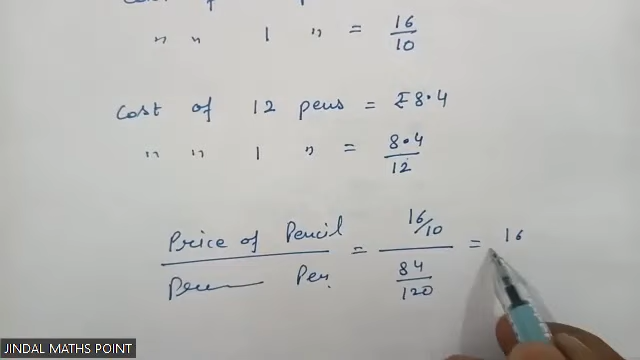 " " 1 " = 16/10
Cost of 12 pens = ₹8.4
" " 1 " = 8.4/12
Price of Pencil / Pen = 16/10 / 84/120 = 16
JINDAL MATHS POINT